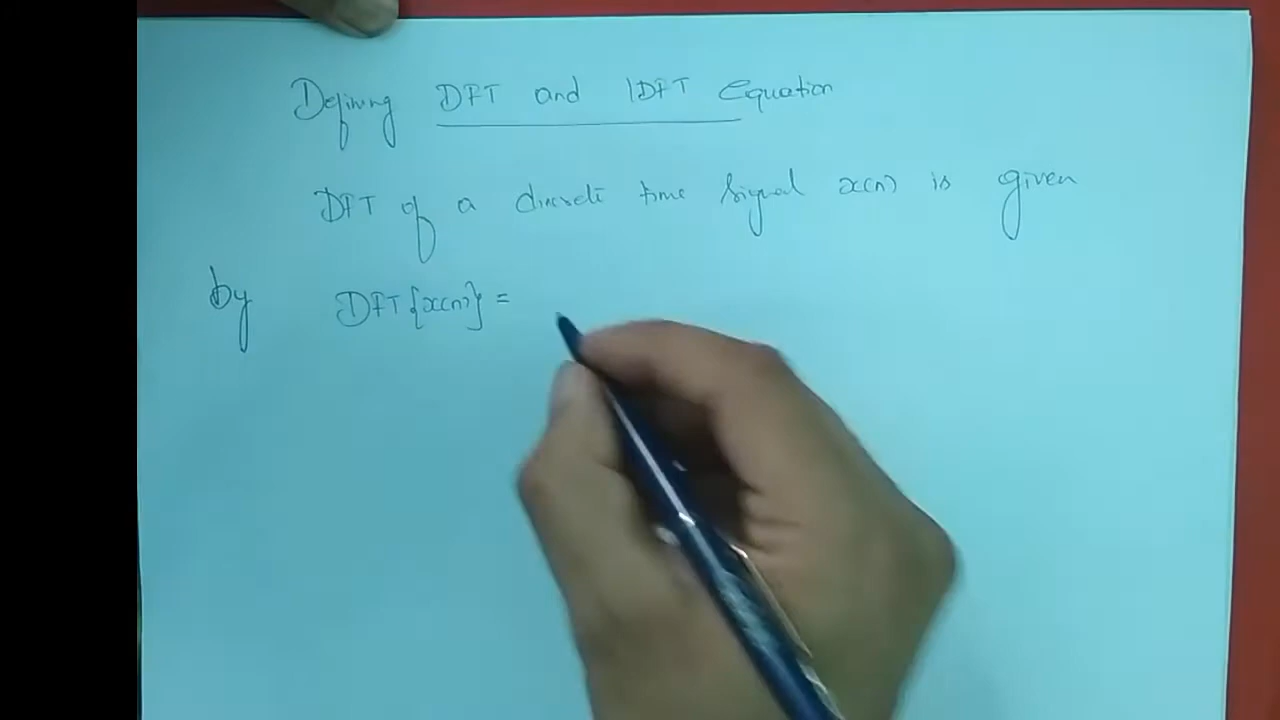 Defining DFT and IDFT Equation
DFT of a discrete time signal x(n) is given
by DFT{x(n)} =